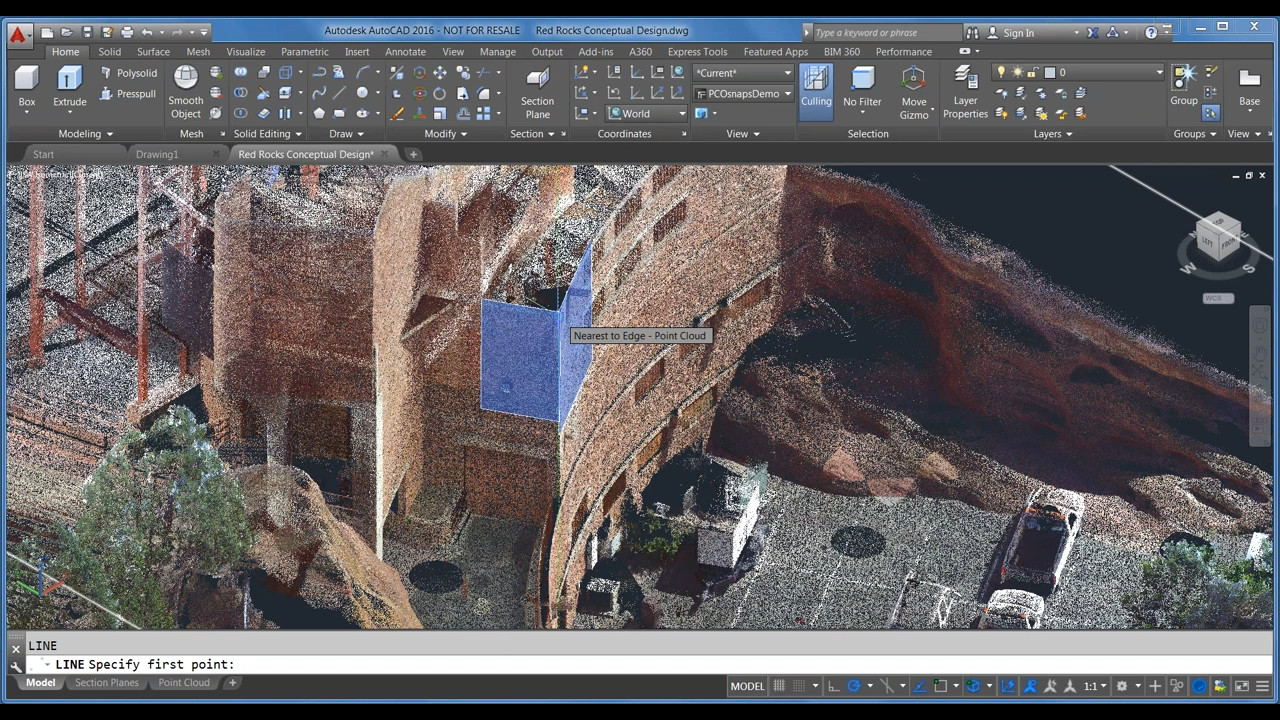 Autodesk AutoCAD 2016 - NOT FOR RESALE Red Rocks Conceptual Design.dwg
Type a keyword or phrase
Sign In
Home Solid Surface Mesh Visualize Parametric Insert Annotate View Manage Output Add-ins A360 Express Tools Featured Apps BIM 360 Performance
Box
Extrude
Polysolid
Presspull
Smooth
Object
Section
Plane
World
*Current*
PCOsnapsDemo
Culling
No Filter
Move
Gizmo
Layer
Properties
0
Group
Base
Modeling
Mesh
Solid Editing
Draw
Modify
Section
Coordinates
View
Selection
Layers
Groups
View
Start
Drawing1
Red Rocks Conceptual Design*
TOP
LEFT
FRONT
W
S
WCS
Nearest to Edge - Point Cloud
LINE
LINE Specify first point:
Model
Section Planes
Point Cloud
MODEL
1:1